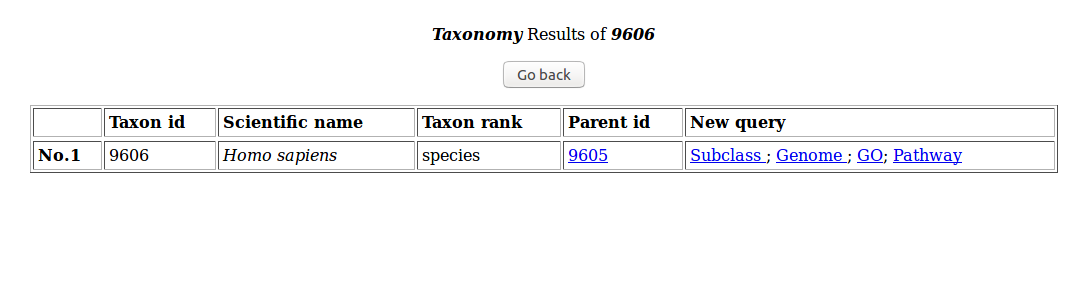 Taxonomy Results of 9606
Go back
Taxon id Scientific name Taxon rank Parent id New query
No.1 9606 Homo sapiens species 9605 Subclass ; Genome ; GO; Pathway